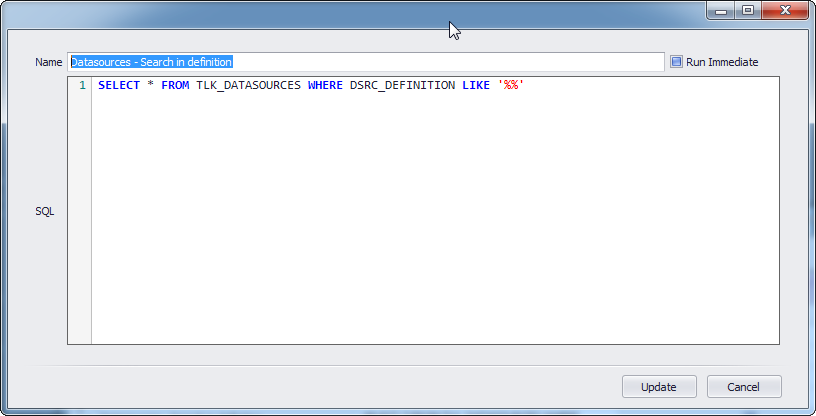 Name Datasources - Search in definition Run Immediate
1 SELECT * FROM TLK_DATASOURCES WHERE DSRC_DEFINITION LIKE '%%'
SQL
Update Cancel